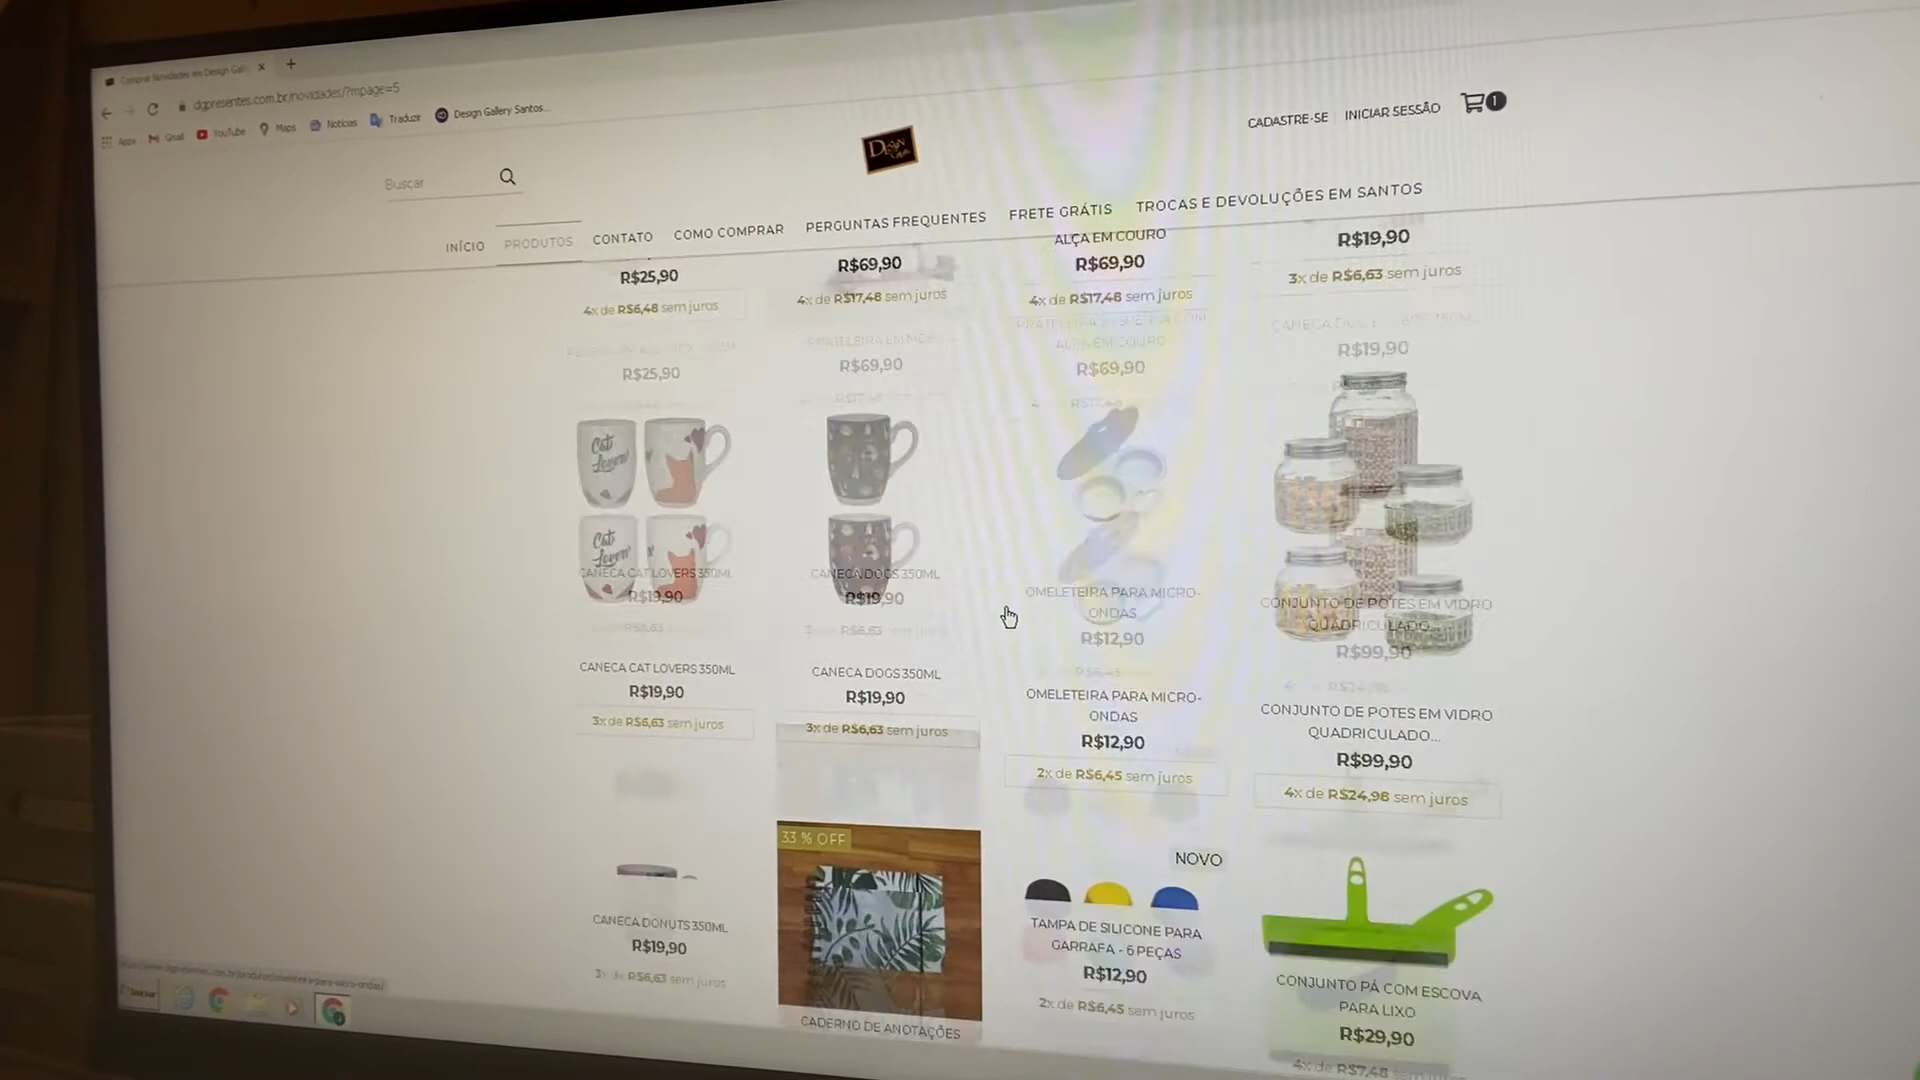 Comprar Novidades em Design Gall
dgpresentes.com.br/novidades/?mpage=5
Apps Gmail YouTube Maps Notícias Traduzir Design Gallery Santos...
CADASTRE-SE INICIAR SESSÃO 1
Buscar
Design
INÍCIO PRODUTOS CONTATO COMO COMPRAR PERGUNTAS FREQUENTES FRETE GRÁTIS TROCAS E DEVOLUÇÕES EM SANTOS
R$25,90
4x de R$6,48 sem juros
R$25,90
R$69,90
4x de R$17,48 sem juros
R$69,90
ALÇA EM COURO
R$69,90
4x de R$17,48 sem juros
R$69,90
R$19,90
3x de R$6,63 sem juros
R$19,90
Cat
Lovers
Cat
Lovers
CANECA CAT LOVERS 350ML
R$19,90
CANECA CAT LOVERS 350ML
R$19,90
3x de R$6,63 sem juros
CANECA DOGS 350ML
R$19,90
CANECA DOGS 350ML
R$19,90
3x de R$6,63 sem juros
OMELETEIRA PARA MICRO-
ONDAS
R$12,90
OMELETEIRA PARA MICRO-
ONDAS
R$12,90
2x de R$6,45 sem juros
CONJUNTO DE POTES EM VIDRO
QUADRICULADO...
R$99,90
CONJUNTO DE POTES EM VIDRO
QUADRICULADO...
R$99,90
4x de R$24,98 sem juros
CANECA DONUTS 350ML
R$19,90
3x de R$6,63 sem juros
33 % OFF
CADERNO DE ANOTAÇÕES
NOVO
TAMPA DE SILICONE PARA
GARRAFA - 6 PEÇAS
R$12,90
2x de R$6,45 sem juros
CONJUNTO PÁ COM ESCOVA
PARA LIXO
R$29,90
4x de R$7,48 sem juros
Iniciar